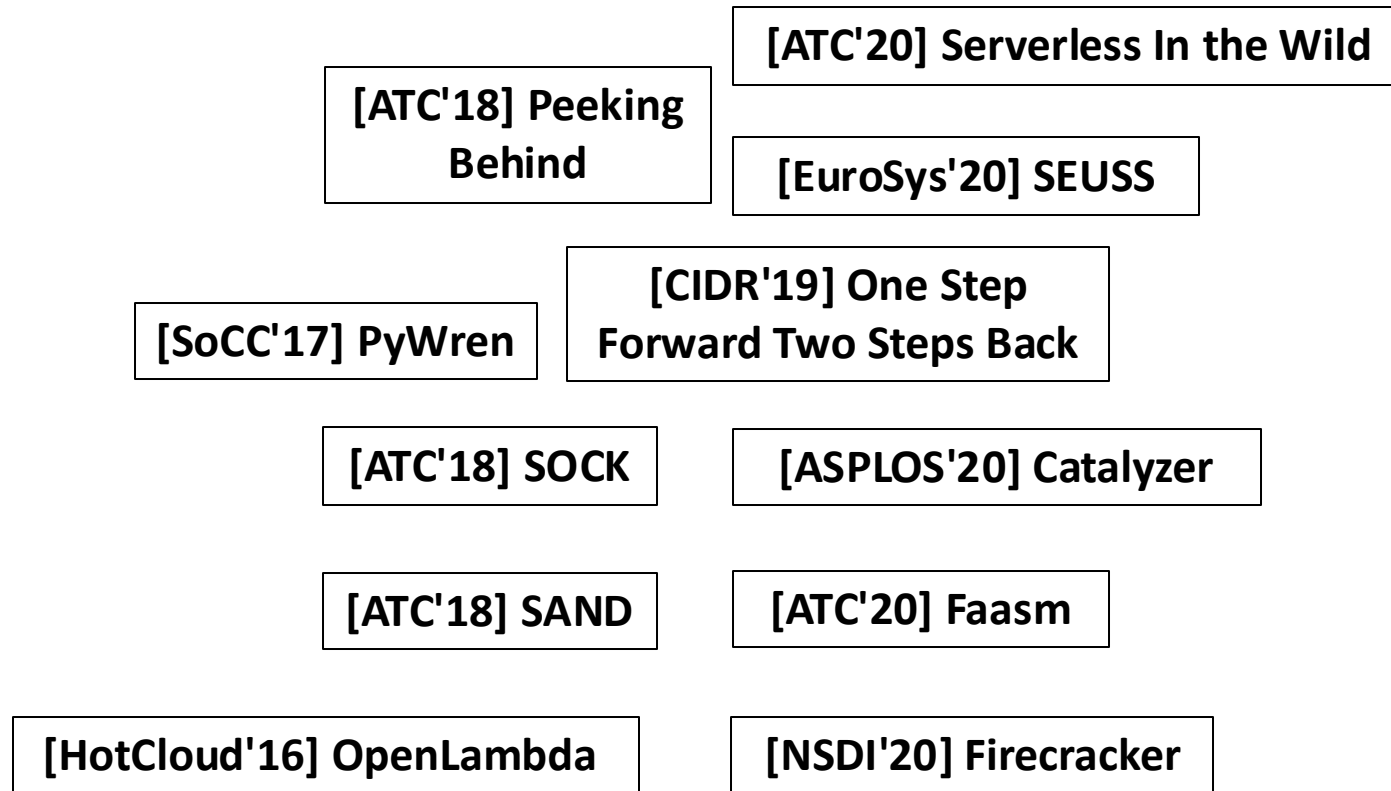 [ATC'20] Serverless In the Wild
[ATC'18] Peeking
Behind
[EuroSys'20] SEUSS
[CIDR'19] One Step
Forward Two Steps Back
[SoCC'17] PyWren
[ATC'18] SOCK
[ASPLOS'20] Catalyzer
[ATC'18] SAND
[ATC'20] Faasm
[HotCloud'16] OpenLambda
[NSDI'20] Firecracker